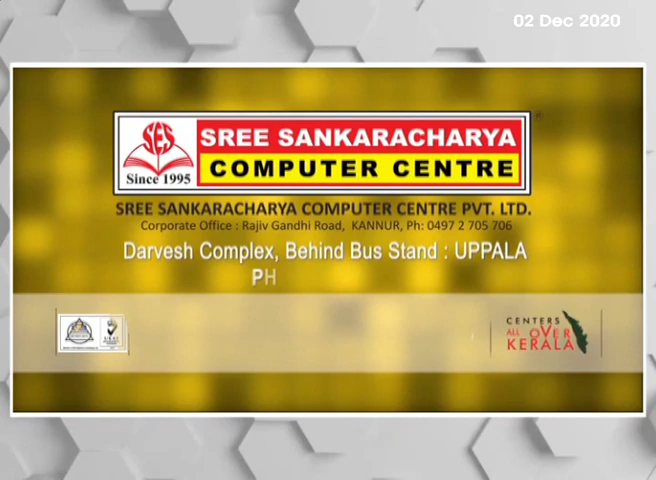 02 Dec 2020
SES
Since 1995
SREE SANKARACHARYA
COMPUTER CENTRE
SREE SANKARACHARYA COMPUTER CENTRE PVT. LTD.
Corporate Office : Rajiv Gandhi Road, KANNUR, Ph: 0497 2 705 706
Darvesh Complex, Behind Bus Stand : UPPALA
PH
CENTERS
ALL OVER
KERALA